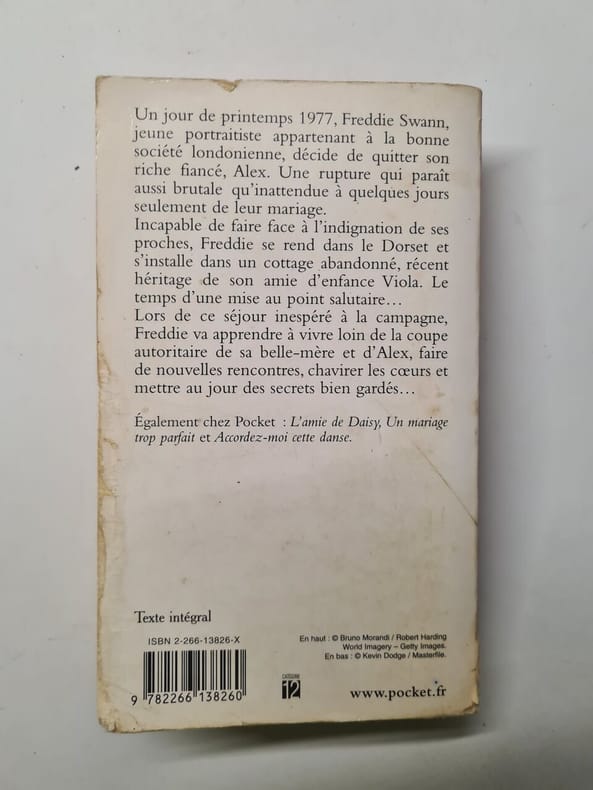 Un jour de printemps 1977, Freddie Swann,
jeune portraitiste appartenant à la bonne
société londonienne, décide de quitter son
riche fiancé, Alex. Une rupture qui paraît
aussi brutale qu'inattendue à quelques jours
seulement de leur mariage.
Incapable de faire face à l'indignation de ses
proches, Freddie se rend dans le Dorset et
s'installe dans un cottage abandonné, récent
héritage de son amie d'enfance Viola. Le
temps d'une mise au point salutaire…
Lors de ce séjour inespéré à la campagne,
Freddie va apprendre à vivre loin de la coupe
autoritaire de sa belle-mère et d'Alex, faire
de nouvelles rencontres, chavirer les cœurs et
mettre au jour des secrets bien gardés…
Également chez Pocket : L'amie de Daisy, Un mariage
trop parfait et Accordez-moi cette danse.
Texte intégral
ISBN 2-266-13826-X
9 782266 138260
En haut : © Bruno Morandi / Robert Harding
World Imagery – Getty Images.
En bas : © Kevin Dodge / Masterfile.
CATÉGORIE
12
www.pocket.fr